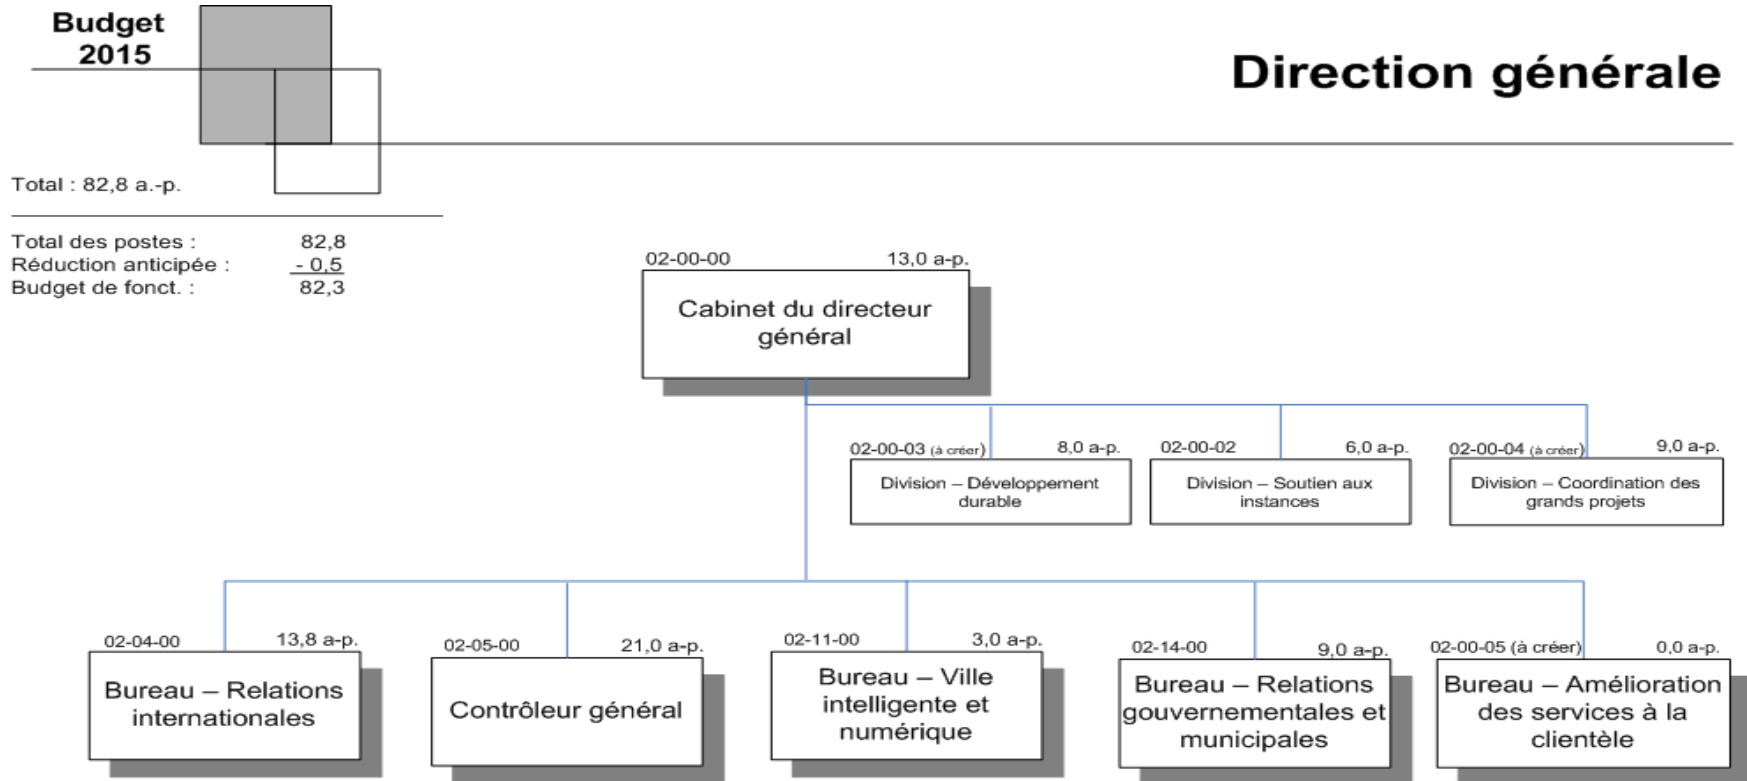 Budget
2015
Direction générale
Total : 82,8 a.-p.
Total des postes : 82,8
Réduction anticipée : - 0,5
Budget de fonct. : 82,3
02-00-00 13,0 a-p.
Cabinet du directeur
général
02-00-03 (à créer) 8,0 a-p.
Division – Développement
durable
02-00-02 6,0 a-p.
Division – Soutien aux
instances
02-00-04 (à créer) 9,0 a-p.
Division – Coordination des
grands projets
02-04-00 13,8 a-p.
Bureau – Relations
internationales
02-05-00 21,0 a-p.
Contrôleur général
02-11-00 3,0 a-p.
Bureau – Ville
intelligente et
numérique
02-14-00 9,0 a-p.
Bureau – Relations
gouvernementales et
municipales
02-00-05 (à créer) 0,0 a-p.
Bureau – Amélioration
des services à la
clientèle